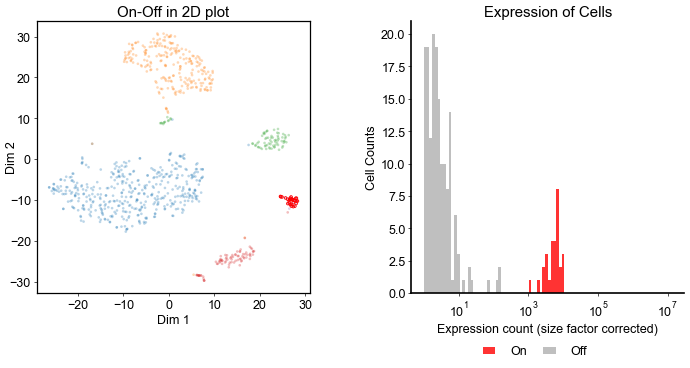 On-Off in 2D plot
Dim 2
30
20
10
0
−10
−20
−30
−20 −10 0 10 20 30
Dim 1
Expression of Cells
Cell Counts
20.0
17.5
15.0
12.5
10.0
7.5
5.0
2.5
0.0
10^1 10^3 10^5 10^7
Expression count (size factor corrected)
On Off